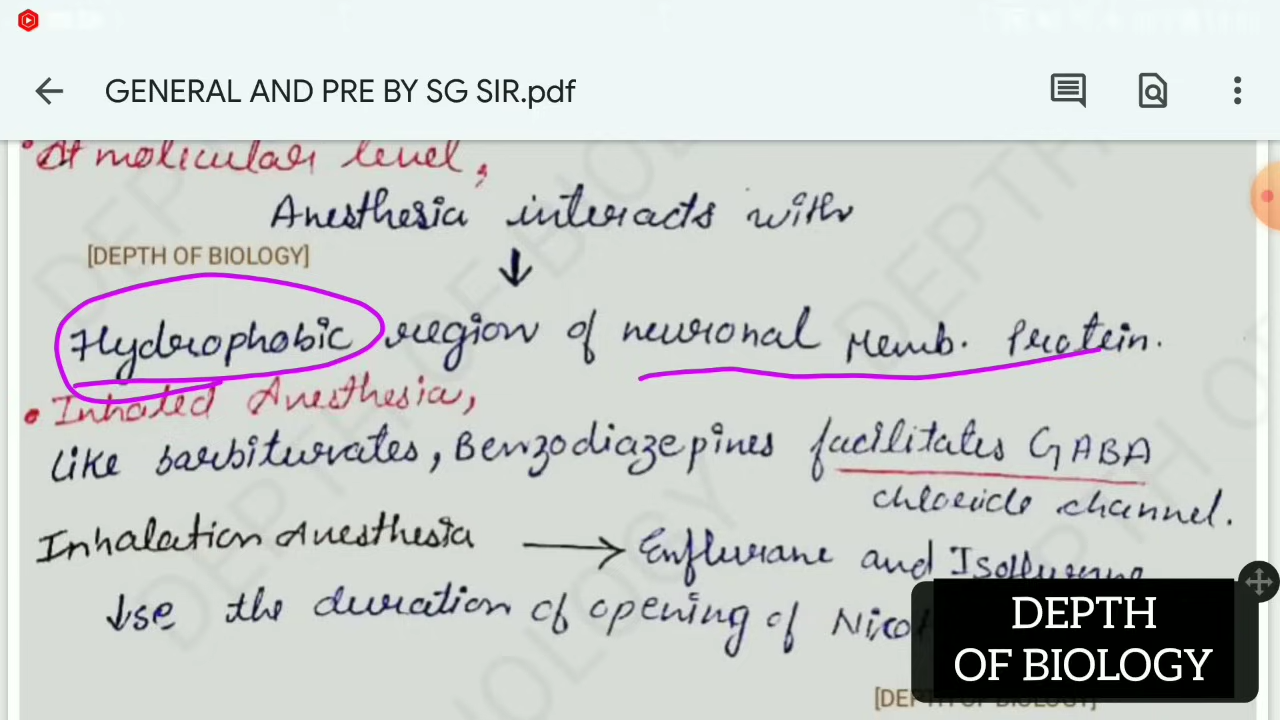 GENERAL AND PRE BY SG SIR.pdf
• At molecular level,
Anesthesia interacts with
[DEPTH OF BIOLOGY]
↓
Hydrophobic region of neuronal Memb. Protein.
• Inhated Anesthesia,
like barbiturates, Benzodiazepines facilitates GABA
chloride channel.
Inhalation Anesthesia → Enflurane and Isoflurane
↓se the duration of opening of
DEPTH
OF BIOLOGY